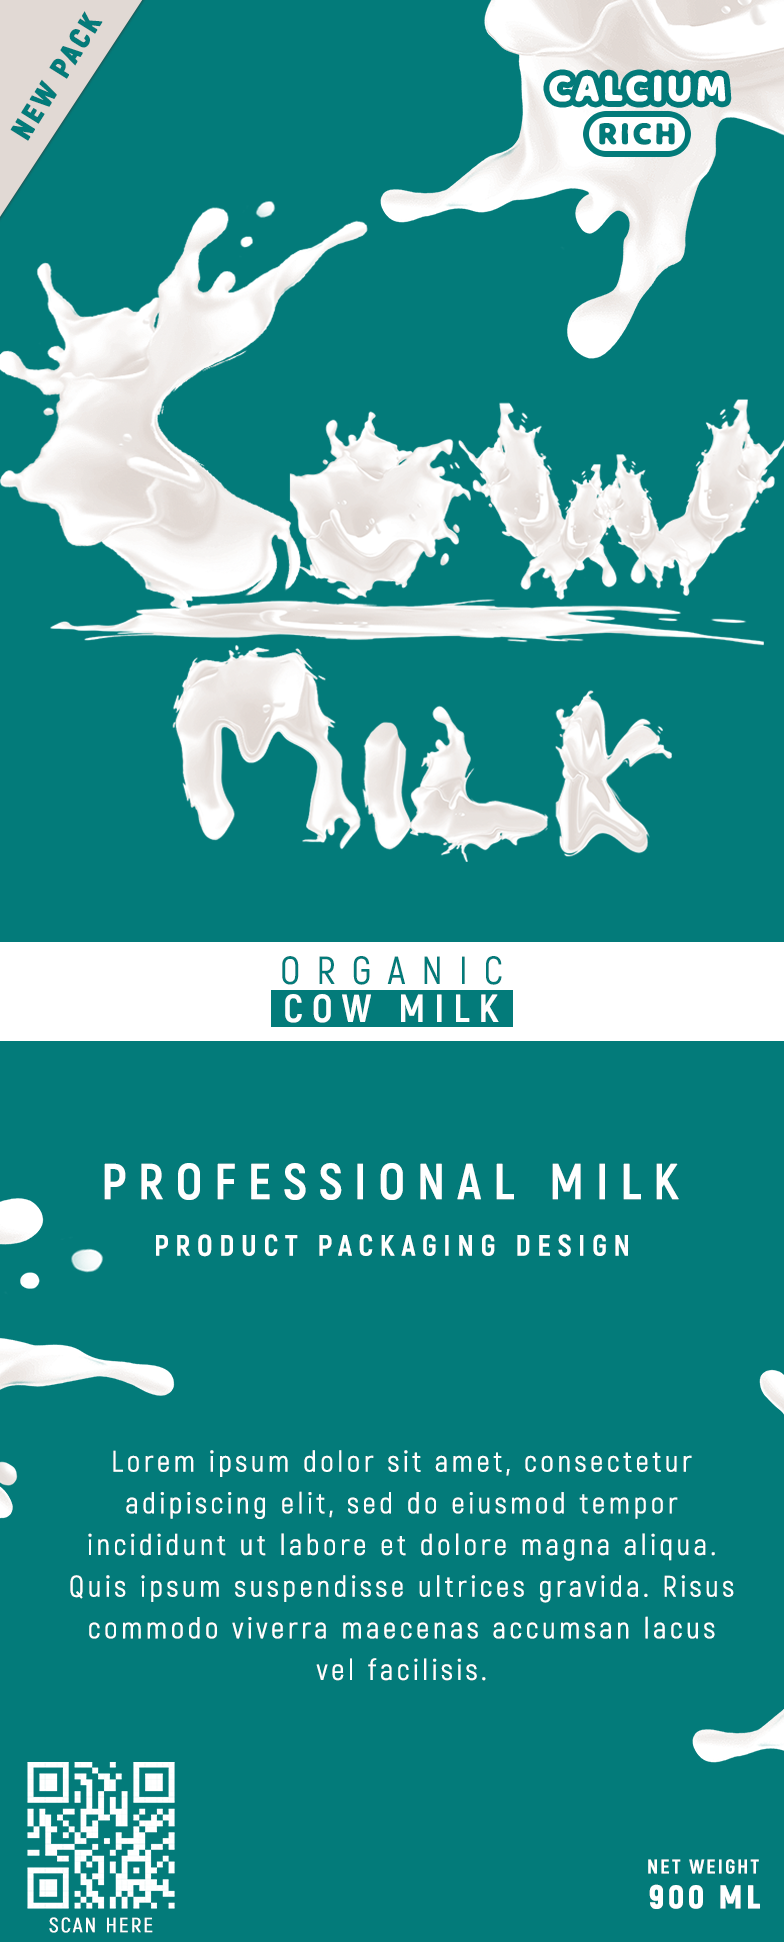 NEW PACK
CALCIUM
RICH
COW
MILK
ORGANIC
COW MILK
PROFESSIONAL MILK
PRODUCT PACKAGING DESIGN
Lorem ipsum dolor sit amet, consectetur
adipiscing elit, sed do eiusmod tempor
incididunt ut labore et dolore magna aliqua.
Quis ipsum suspendisse ultrices gravida. Risus
commodo viverra maecenas accumsan lacus
vel facilisis.
SCAN HERE
NET WEIGHT
900 ML